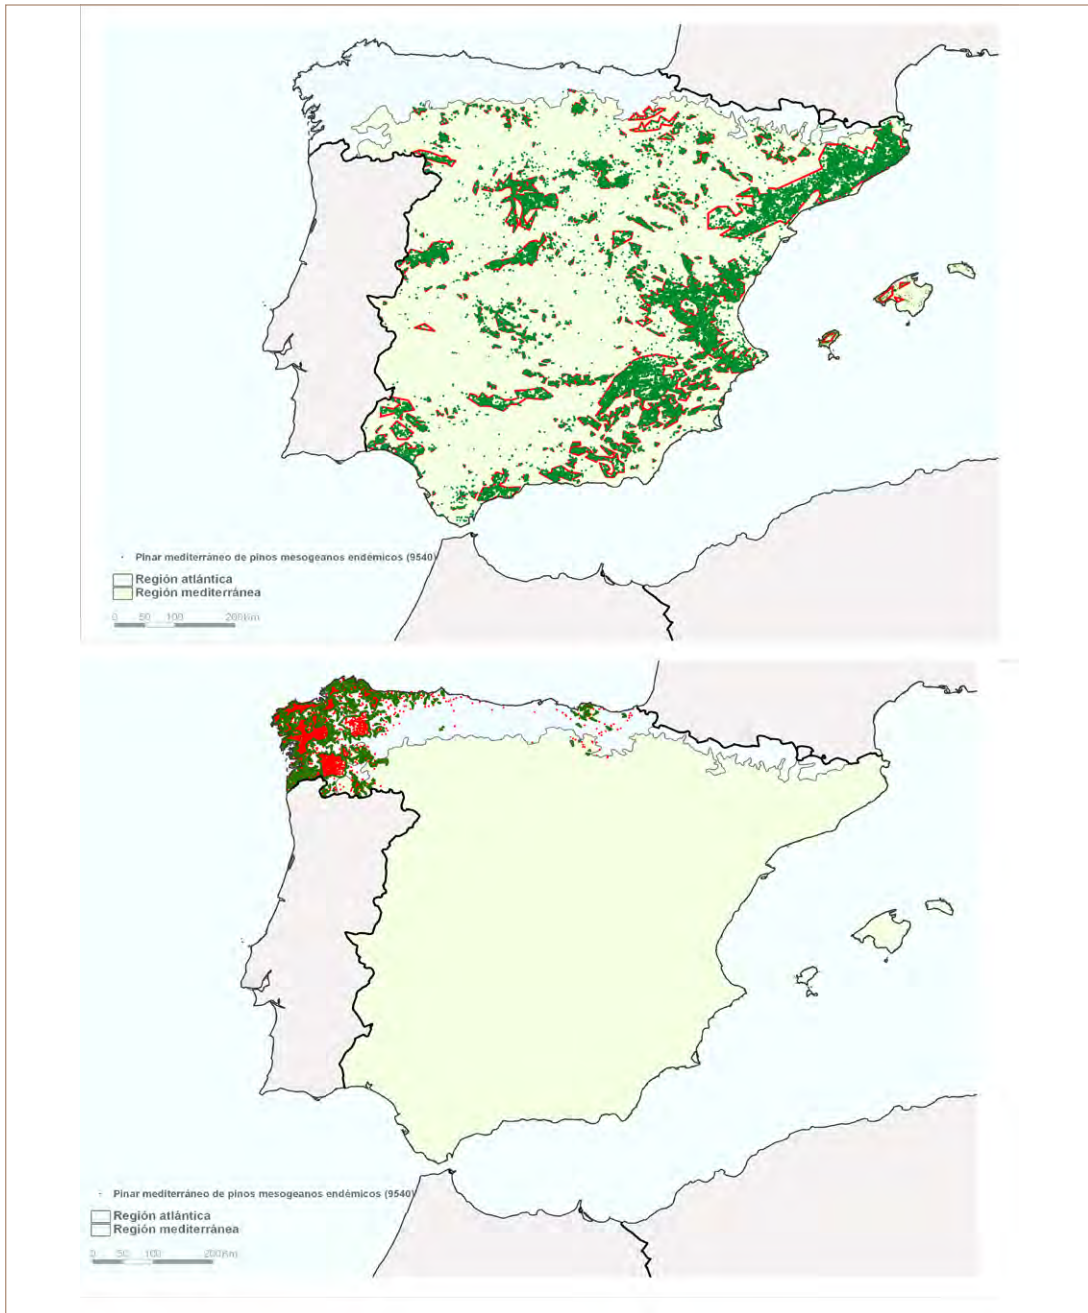 Pinar mediterráneo de pinos mesogeanos endémicos (9540)
Región atlántica
Región mediterránea
0 50 100 200 Km
Pinar mediterráneo de pinos mesogeanos endémicos (9540)
Región atlántica
Región mediterránea
0 50 100 200 Km